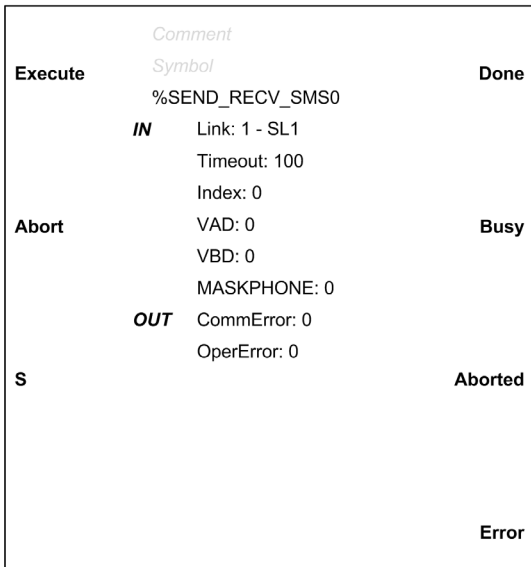 Comment
Execute Symbol Done
%SEND_RECV_SMS0
IN Link: 1 - SL1
Timeout: 100
Index: 0
Abort VAD: 0 Busy
VBD: 0
MASKPHONE: 0
OUT CommError: 0
OperError: 0
S Aborted
Error